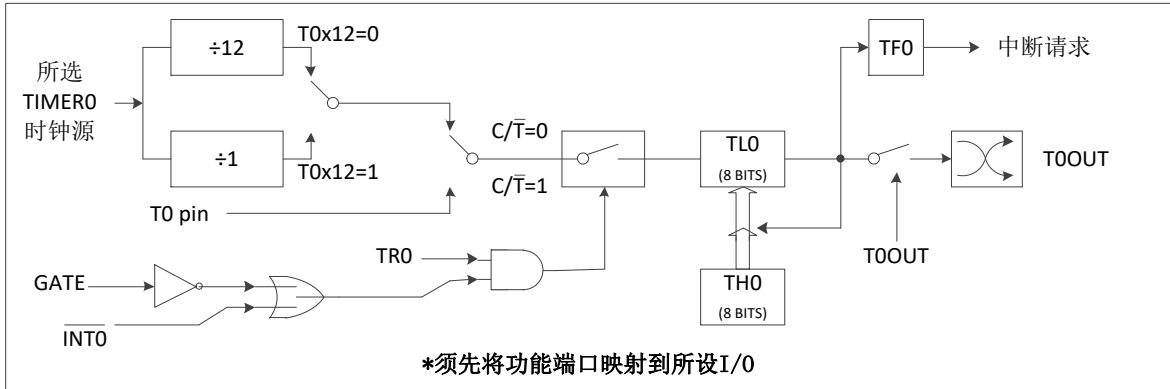 ÷12
T0x12=0
所选
TIMER0
时钟源
÷1
T0x12=1
C/T̅=0
C/T̅=1
T0 pin
TR0
GATE
I̅N̅T̅0̅
TL0
(8 BITS)
TH0
(8 BITS)
TF0
中断请求
T0OUT
T0OUT
*须先将功能端口映射到所设I/O